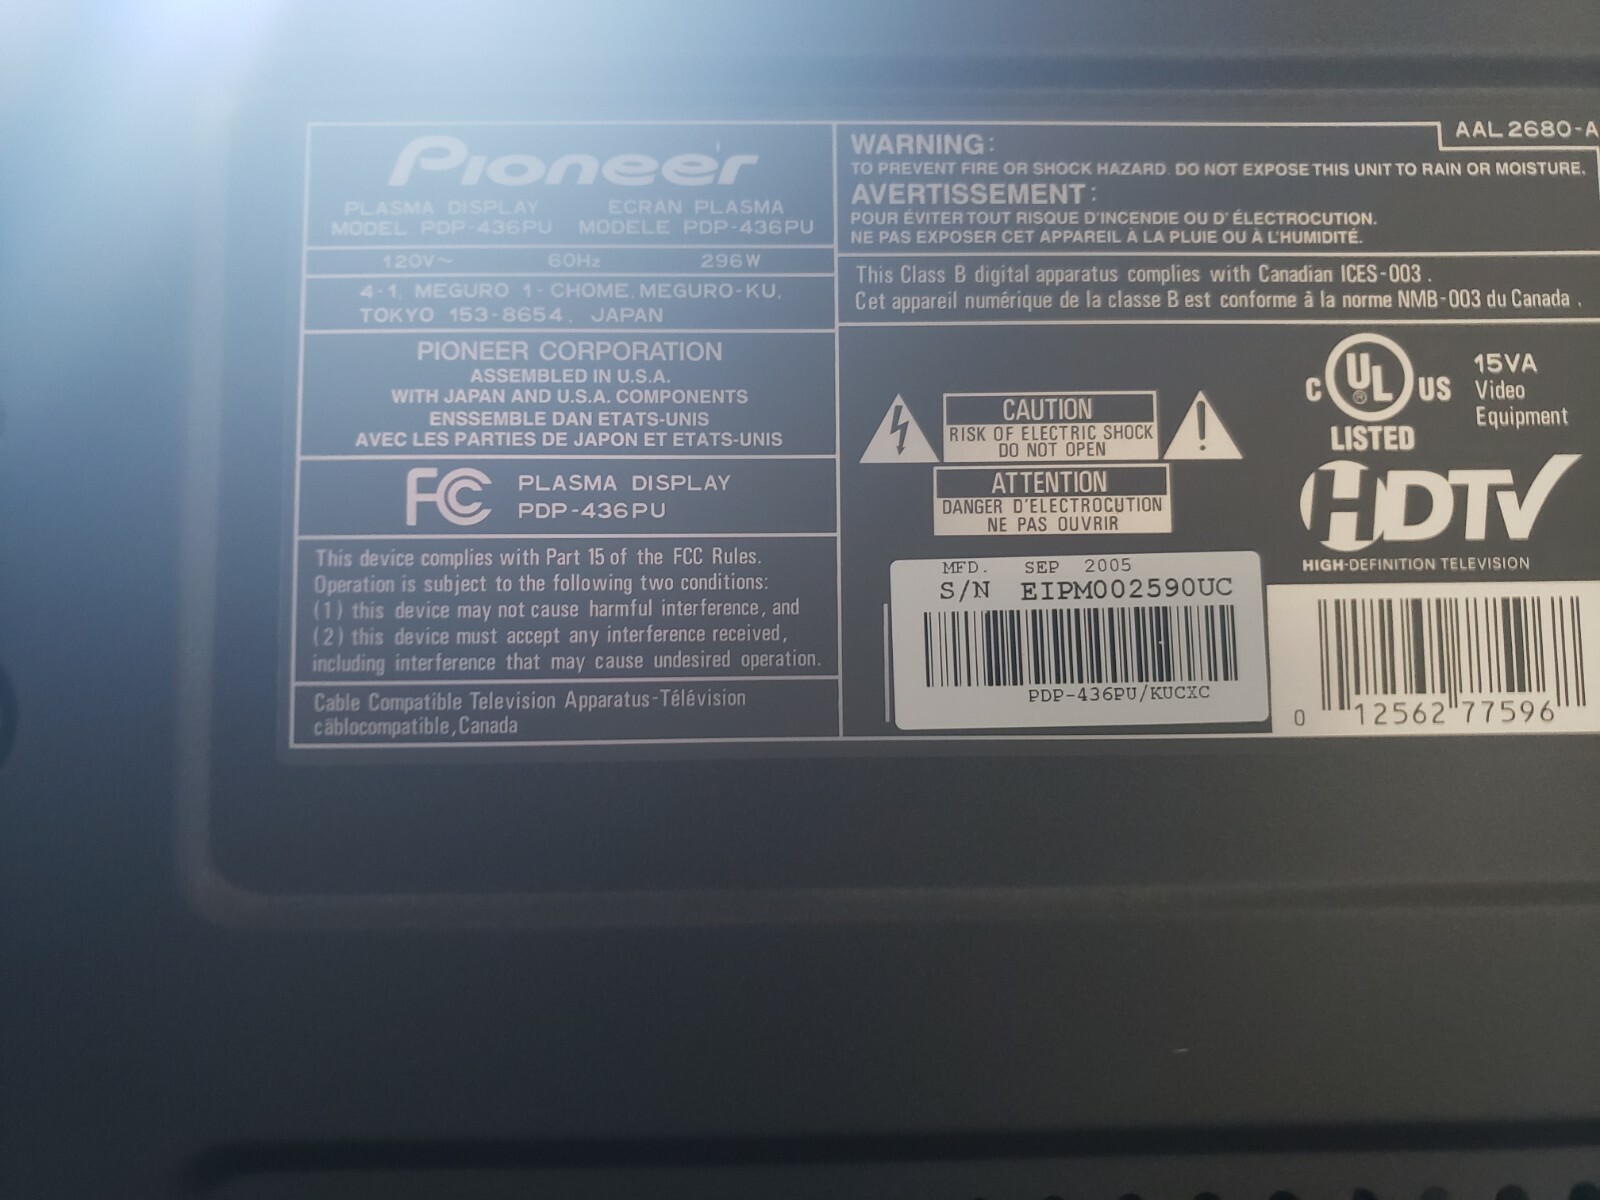 Pioneer
PLASMA DISPLAY ECRAN PLASMA
MODEL PDP-436PU MODELE PDP-436PU
120V~ 60Hz 296W
4-1, MEGURO 1-CHOME, MEGURO-KU,
TOKYO 153-8654, JAPAN
PIONEER CORPORATION
ASSEMBLED IN U.S.A.
WITH JAPAN AND U.S.A. COMPONENTS
ENSSEMBLE DAN ETATS-UNIS
AVEC LES PARTIES DE JAPON ET ETATS-UNIS
FC PLASMA DISPLAY
PDP-436PU
This device complies with Part 15 of the FCC Rules.
Operation is subject to the following two conditions:
(1) this device may not cause harmful interference, and
(2) this device must accept any interference received,
including interference that may cause undesired operation.
Cable Compatible Television Apparatus-Télévision
câblocompatible, Canada
AAL2680-A
WARNING:
TO PREVENT FIRE OR SHOCK HAZARD. DO NOT EXPOSE THIS UNIT TO RAIN OR MOISTURE.
AVERTISSEMENT:
POUR ÉVITER TOUT RISQUE D'INCENDIE OU D'ÉLECTROCUTION.
NE PAS EXPOSER CET APPAREIL À LA PLUIE OU À L'HUMIDITÉ.
This Class B digital apparatus complies with Canadian ICES-003.
Cet appareil numérique de la classe B est conforme à la norme NMB-003 du Canada.
CAUTION
RISK OF ELECTRIC SHOCK
DO NOT OPEN
ATTENTION
DANGER D'ELECTROCUTION
NE PAS OUVRIR
C UL® US
LISTED
15VA
Video
Equipment
HDTV
HIGH-DEFINITION TELEVISION
MFD. SEP 2005
S/N EIPM002590UC
PDP-436PU/KUCXC
0 12562 77596